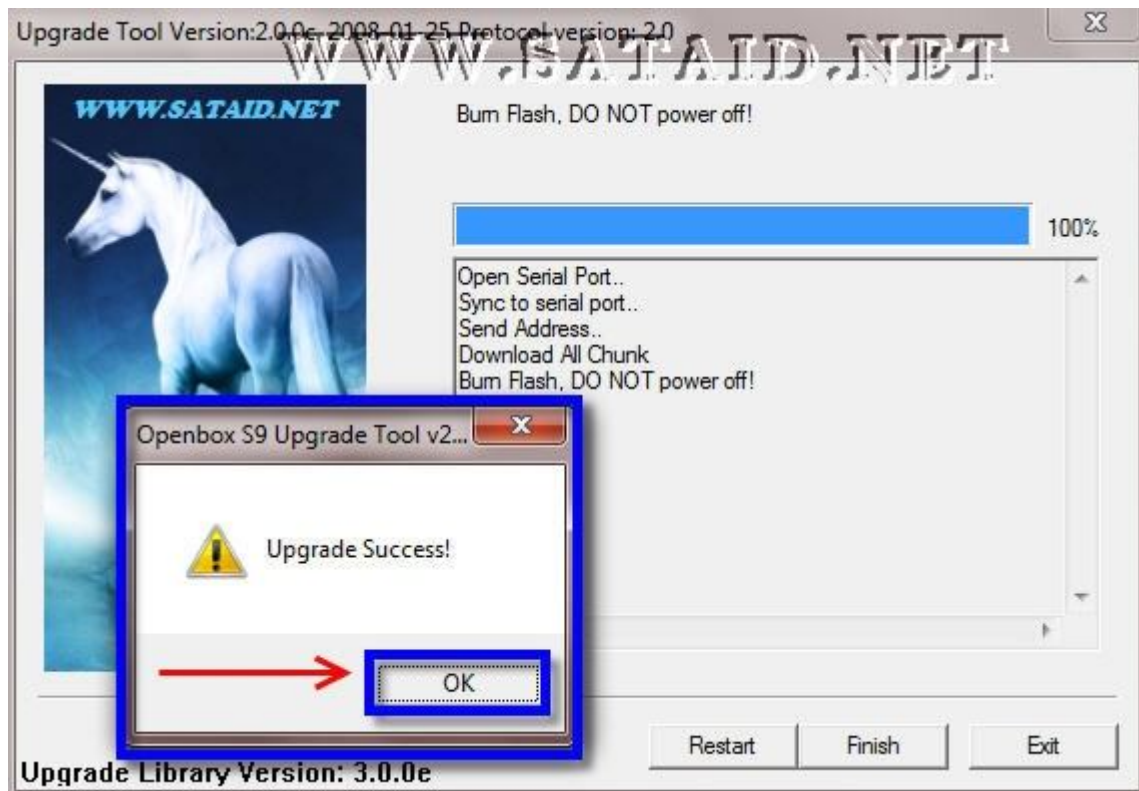 Upgrade Tool Version:2.0.0c, 2008-01-25 Protocol version: 2.0
WWW.SATAID.NET
WWW.SATAID.NET
Burn Flash, DO NOT power off!
100%
Open Serial Port..
Sync to serial port..
Send Address..
Download All Chunk
Burn Flash, DO NOT power off!
Openbox S9 Upgrade Tool v2...
Upgrade Success!
OK
Restart
Finish
Exit
Upgrade Library Version: 3.0.0e